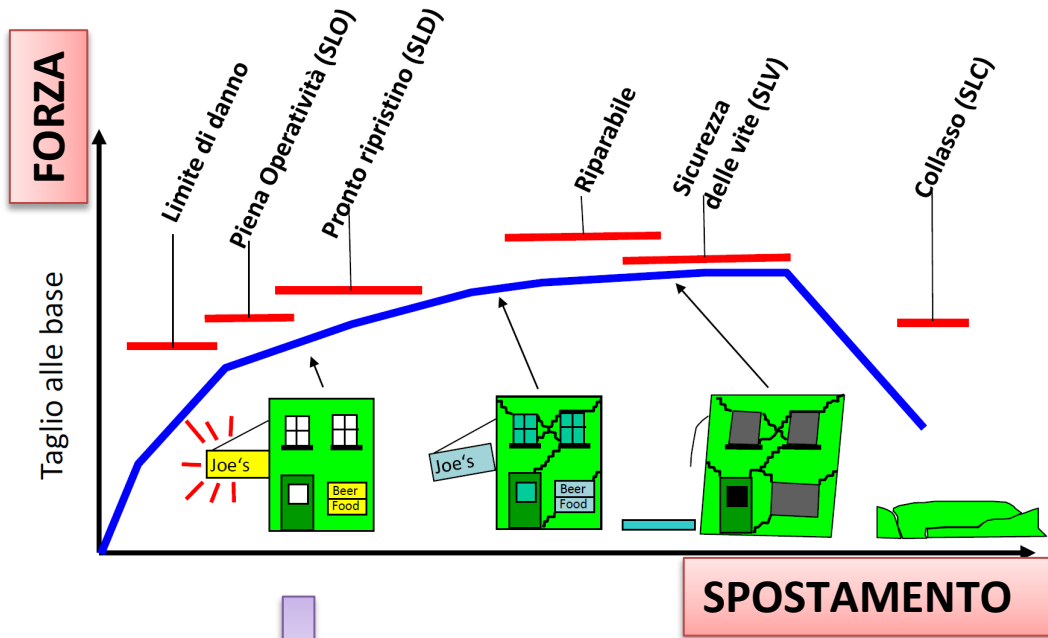 FORZA
Taglio alle base
Limite di danno
Piena Operatività (SLO)
Pronto ripristino (SLD)
Riparabile
Sicurezza
delle vite (SLV)
Collasso (SLC)
Joe's
Beer
Food
Joe's
Beer
Food
SPOSTAMENTO